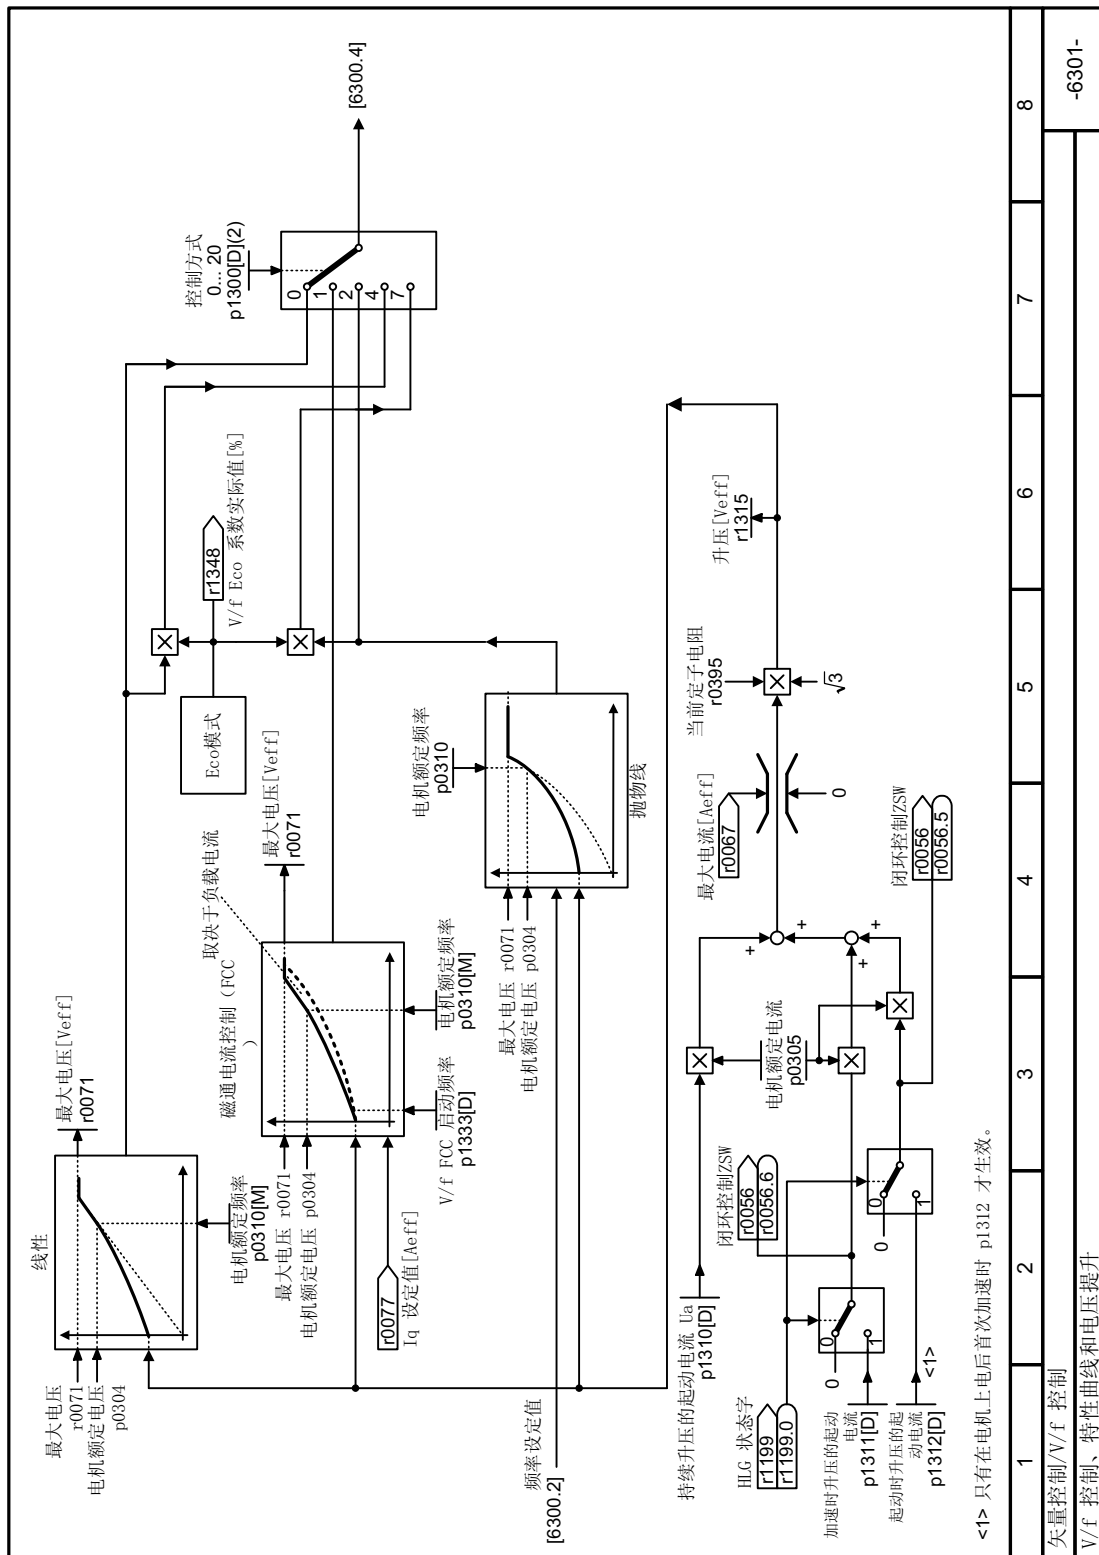 最大电压
r0071
电机额定电压
p0304
线性
最大电压[Veff]
r0071
电机额定频率
p0310[M]
最大电压 r0071
电机额定电压 p0304
r0077
Iq 设定值[Aeff]
磁通电流控制 (FCC
)
取决于负载电流
最大电压[Veff]
r0071
V/f FCC 启动频率
p1333[D]
电机额定频率
p0310[M]
Eco模式
r1348
V/f Eco 系数实际值[%]
控制方式
0... 20
p1300[D](2)
0
1
2
4
7
[6300.4]
频率设定值
[6300.2]
最大电压 r0071
电机额定电压 p0304
电机额定频率
p0310
抛物线
持续升压的起动电流 Ua
p1310[D]
HLG 状态字
r1199
r1199.0
加速时升压的起动
电流
p1311[D]
起动时升压的起
动电流
p1312[D]
<1>
0
0
1
闭环控制ZSW
r0056
r0056.6
0
0
1
电机额定电流
p0305
+
+
+
+
闭环控制ZSW
r0056
r0056.5
最大电流[Aeff]
r0067
0
当前定子电阻
r0395
√3
升压[Veff]
r1315
<1> 只有在电机上电后首次加速时 p1312 才生效。
1
2
3
4
5
6
7
8
矢量控制/V/f 控制
V/f 控制、特性曲线和电压提升
-6301-